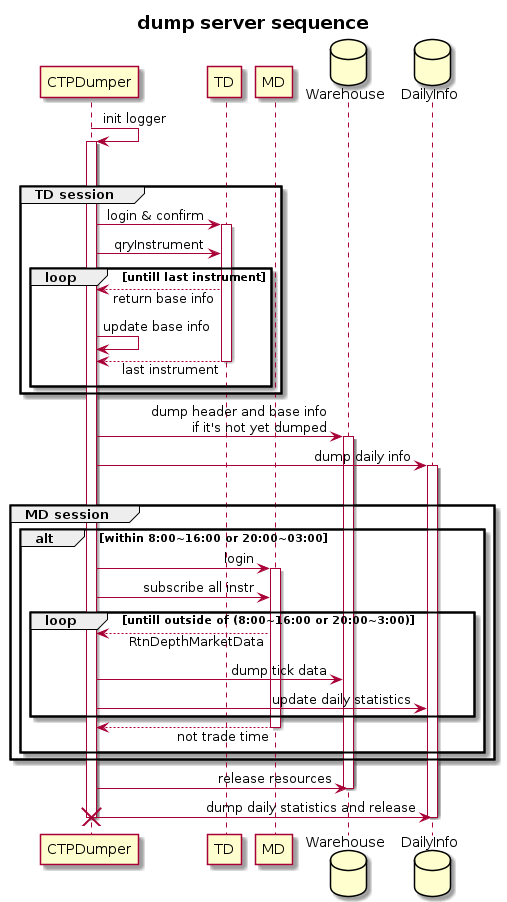 dump server sequence
CTPDumper
TD
MD
Warehouse
DailyInfo
init logger
TD session
login & confirm
qryInstrument
loop
[untill last instrument]
return base info
update base info
last instrument
dump header and base info
if it's not yet dumped
dump daily info
MD session
alt
[within 8:00~16:00 or 20:00~03:00]
login
subscribe all instr
loop
[untill outside of (8:00~16:00 or 20:00~3:00)]
RtnDepthMarketData
dump tick data
update daily statistics
not trade time
release resources
dump daily statistics and release
CTPDumper
TD
MD
Warehouse
DailyInfo